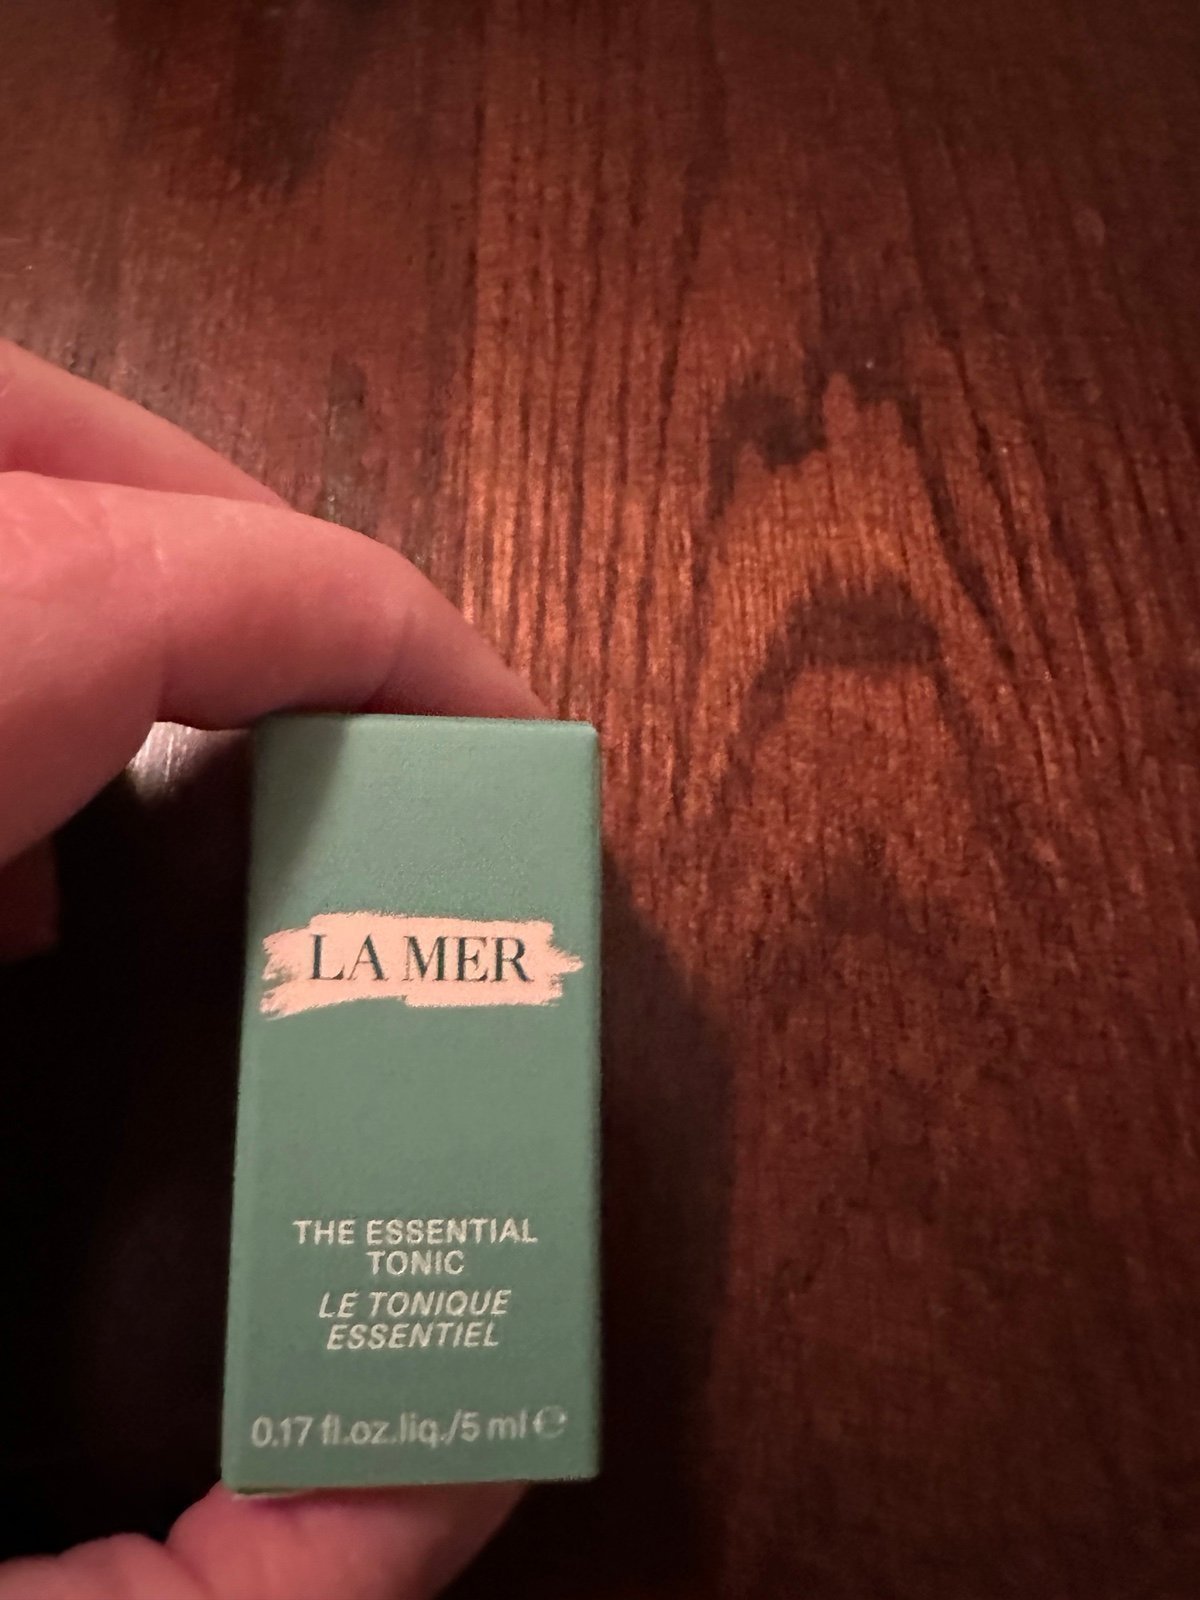 LA MER
THE ESSENTIAL
TONIC
LE TONIQUE
ESSENTIEL
0.17 fl.oz.liq./5 ml ℮